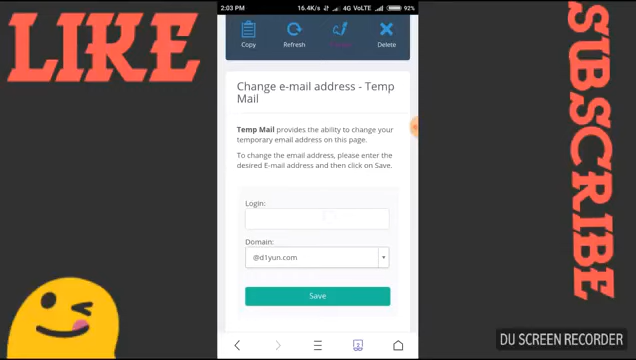 LIKE
SUBSCRIBE
2:03 PM
16.4K/s
4G VoLTE
92%
Copy
Refresh
Delete
Change e-mail address - Temp
Mail
Temp Mail provides the ability to change your
temporary email address on this page.
To change the email address, please enter the
desired E-mail address and then click on Save.
Login:
Domain:
@d1yun.com
Save
2
DU SCREEN RECORDER